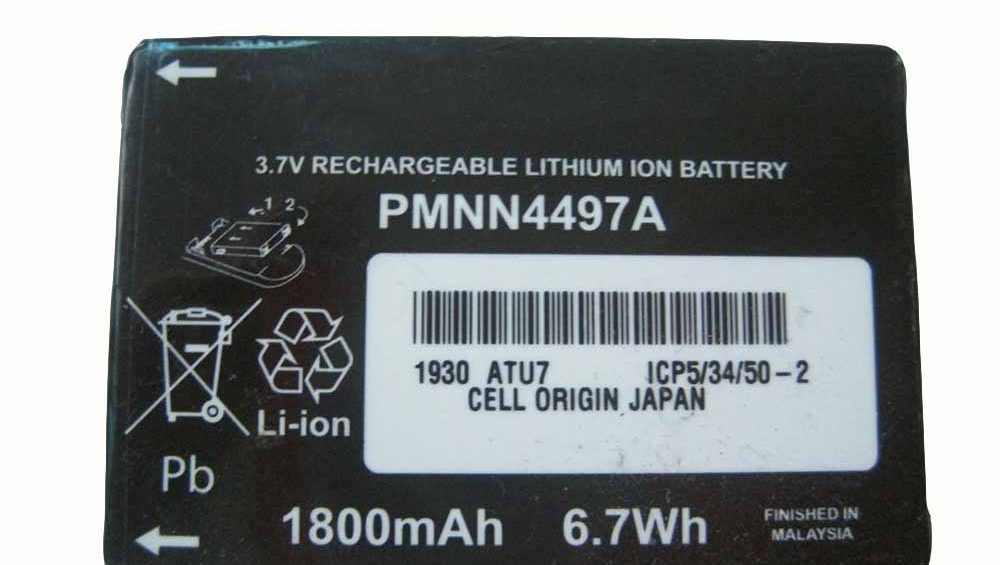 3.7V RECHARGEABLE LITHIUM ION BATTERY
1 2
PMNN4497A
1930 ATU7 ICP5/34/50-2
CELL ORIGIN JAPAN
Li-ion
Pb
1800mAh 6.7Wh
FINISHED IN
MALAYSIA